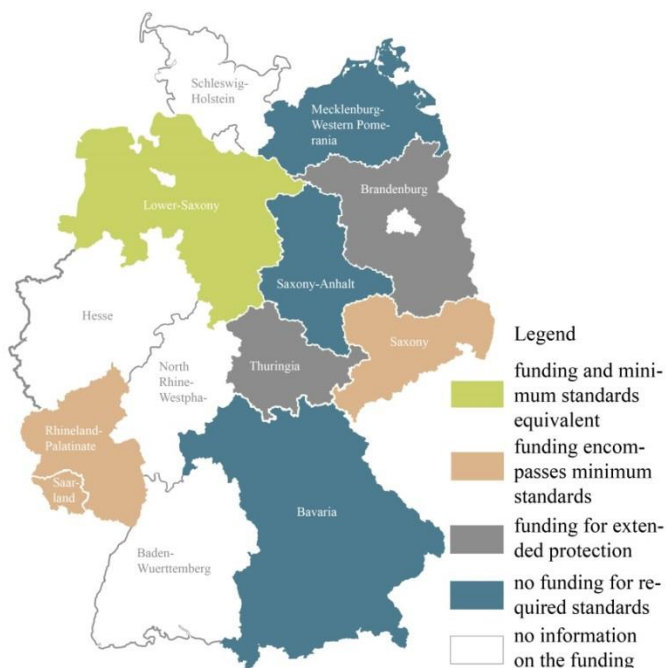 Schleswig-
Holstein
Mecklenburg-
Western Pome-
rania
Brandenburg
Lower-Saxony
Saxony-Anhalt
Hesse
Saxony
North
Rhine-
Westpha-
Thuringia
Rhineland-
Palatinate
Saar-
land
Bavaria
Baden-
Wuerttemberg
Legend
funding and mini-
mum standards
equivalent
funding encom-
passes minimum
standards
funding for exten-
ded protection
no funding for re-
quired standards
no information
on the funding